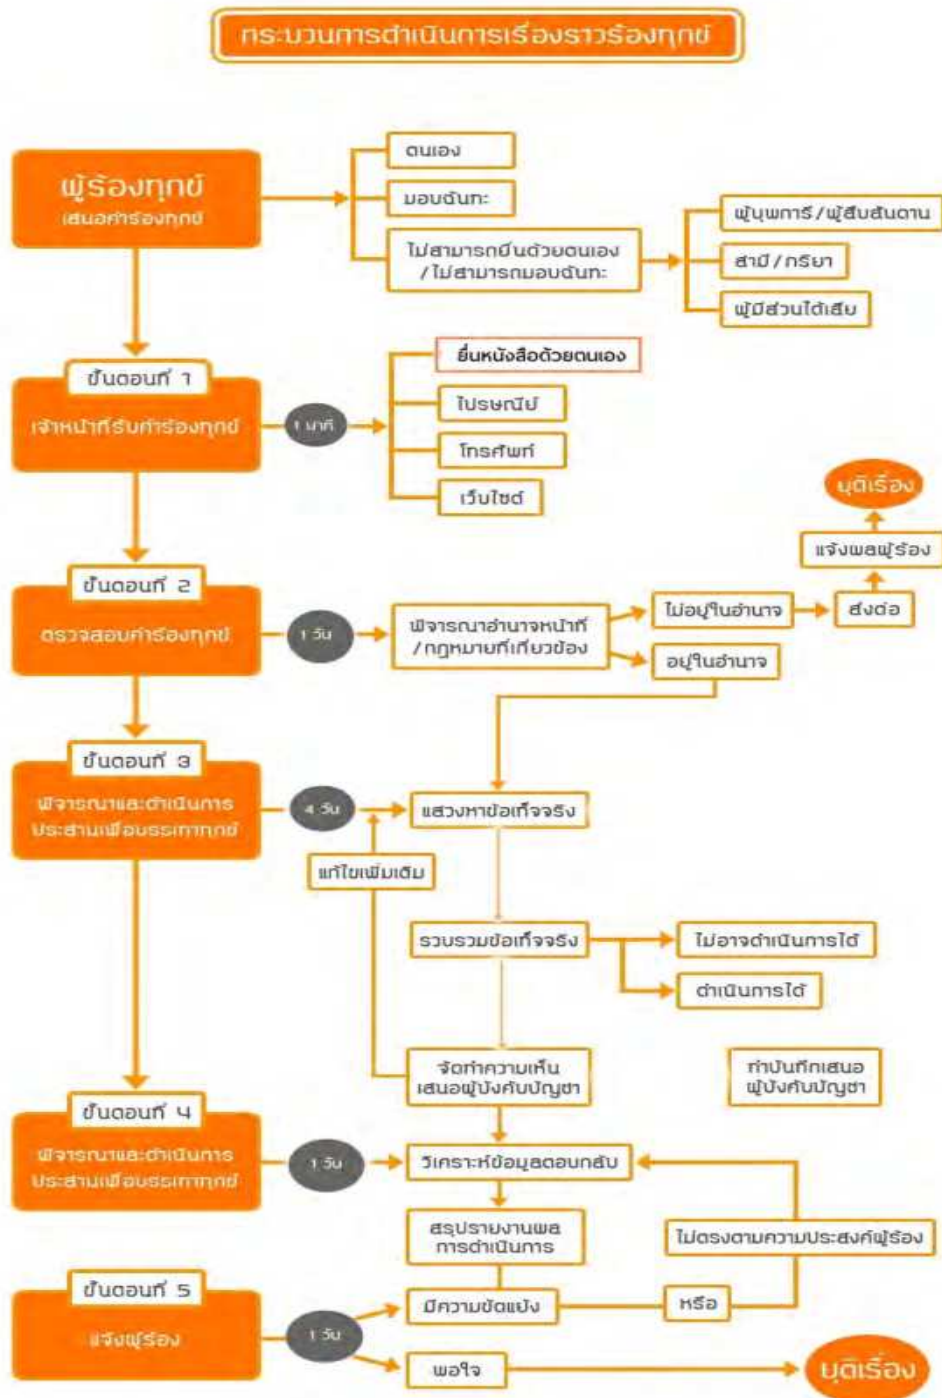 กระบวนการดำเนินการเรื่องราวร้องทุกข์
ผู้ร้องทุกข์
เสนอคำร้องทุกข์
ตนเอง
มอบฉันทะ
ไม่สามารถยื่นด้วยตนเอง
/ไม่สามารถมอบฉันทะ
ผู้บุพการี/ผู้สืบสันดาน
สามี/ภริยา
ผู้มีส่วนได้เสีย
ขั้นตอนที่ 1
เจ้าหน้าที่รับคำร้องทุกข์
1 นาที
ยื่นหนังสือด้วยตนเอง
ไปรษณีย์
โทรศัพท์
เว็บไซต์
ยุติเรื่อง
แจ้งผลผู้ร้อง
ขั้นตอนที่ 2
ตรวจสอบคำร้องทุกข์
1 วัน
พิจารณาอำนาจหน้าที่
/กฎหมายที่เกี่ยวข้อง
ไม่อยู่ในอำนาจ
ส่งต่อ
อยู่ในอำนาจ
ขั้นตอนที่ 3
พิจารณาและดำเนินการ
ประสานเพื่อบรรเทาทุกข์
4 วัน
แสวงหาข้อเท็จจริง
แก้ไขเพิ่มเติม
รวบรวมข้อเท็จจริง
ไม่อาจดำเนินการได้
ดำเนินการได้
จัดทำความเห็น
เสนอผู้บังคับบัญชา
ทำบันทึกเสนอ
ผู้บังคับบัญชา
ขั้นตอนที่ 4
พิจารณาและดำเนินการ
ประสานเพื่อบรรเทาทุกข์
1 วัน
วิเคราะห์ข้อมูลตอบกลับ
สรุปรายงานผล
การดำเนินการ
ไม่ตรงตามความประสงค์ผู้ร้อง
ขั้นตอนที่ 5
แจ้งผู้ร้อง
1 วัน
มีความขัดแย้ง
หรือ
พอใจ
ยุติเรื่อง